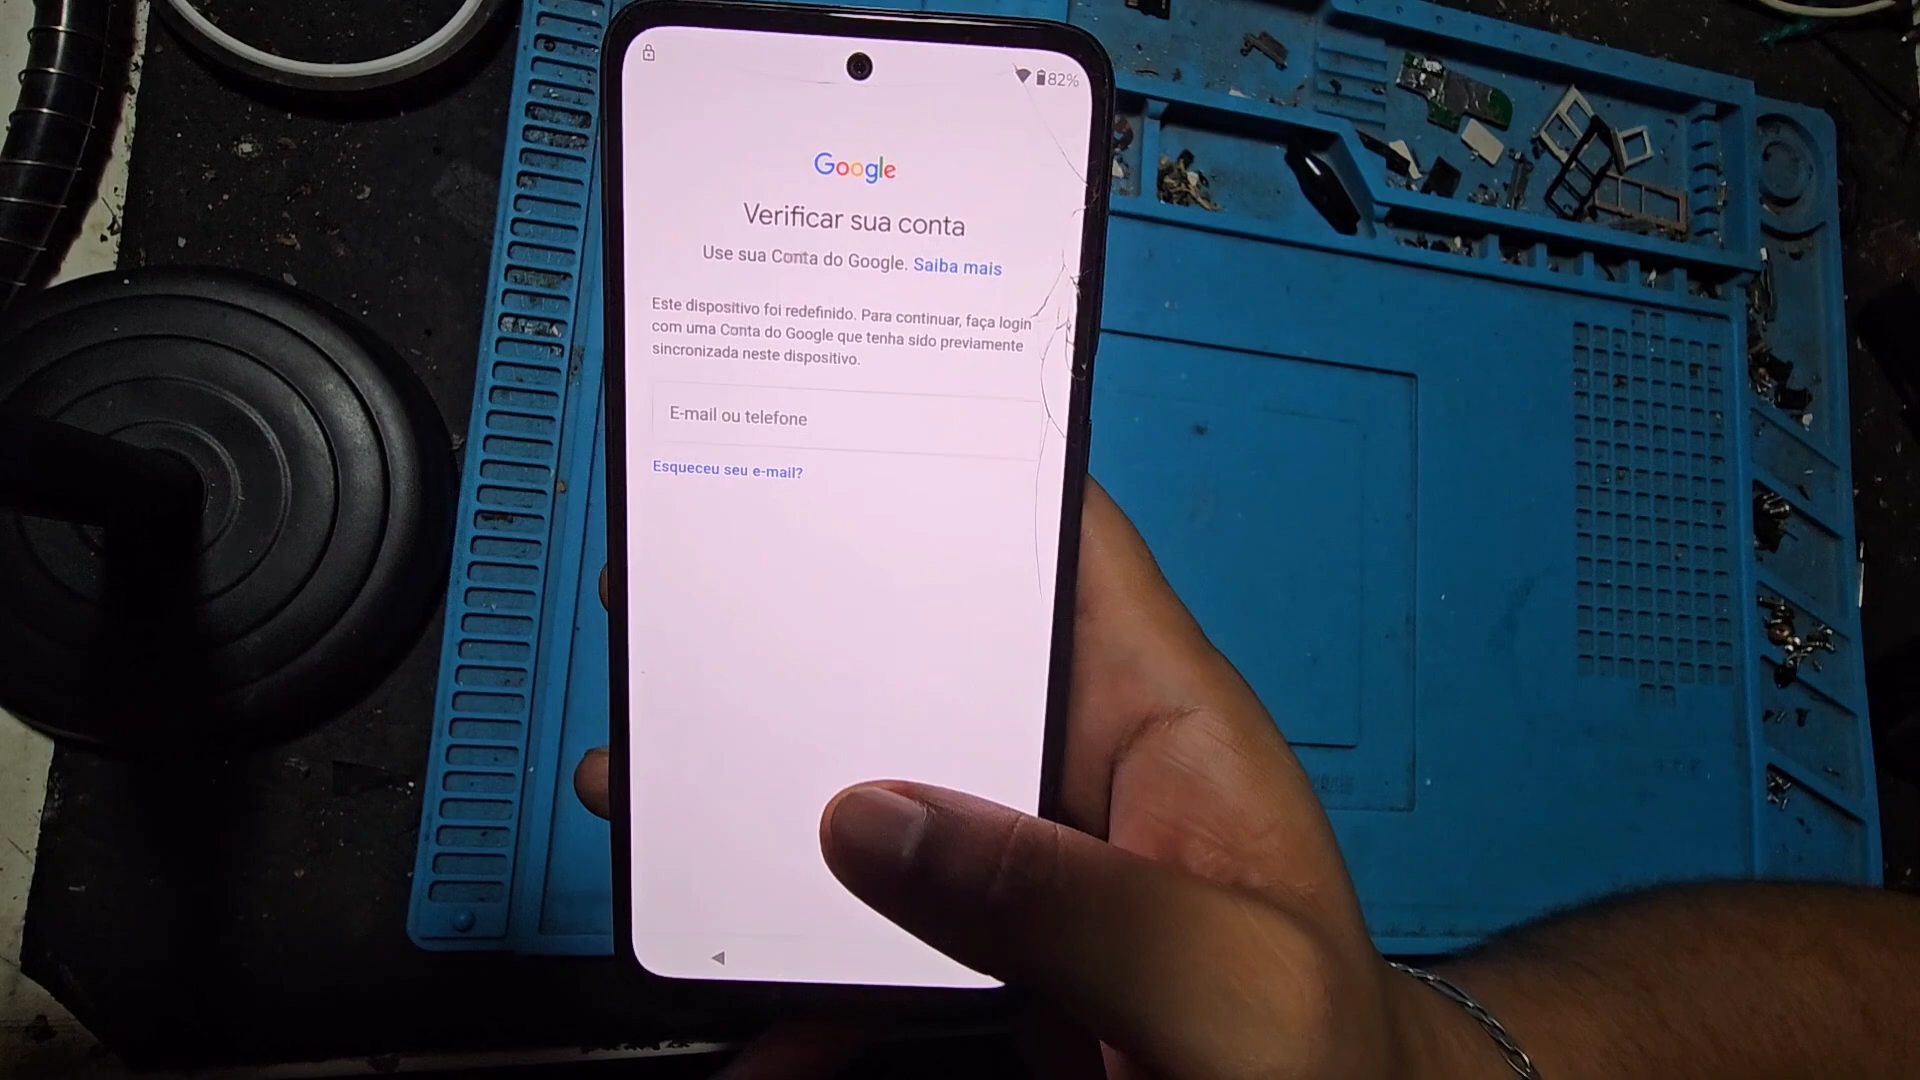 82%
Google
Verificar sua conta
Use sua Conta do Google. Saiba mais
Este dispositivo foi redefinido. Para continuar, faça login
com uma Conta do Google que tenha sido previamente
sincronizada neste dispositivo.
E-mail ou telefone
Esqueceu seu e-mail?